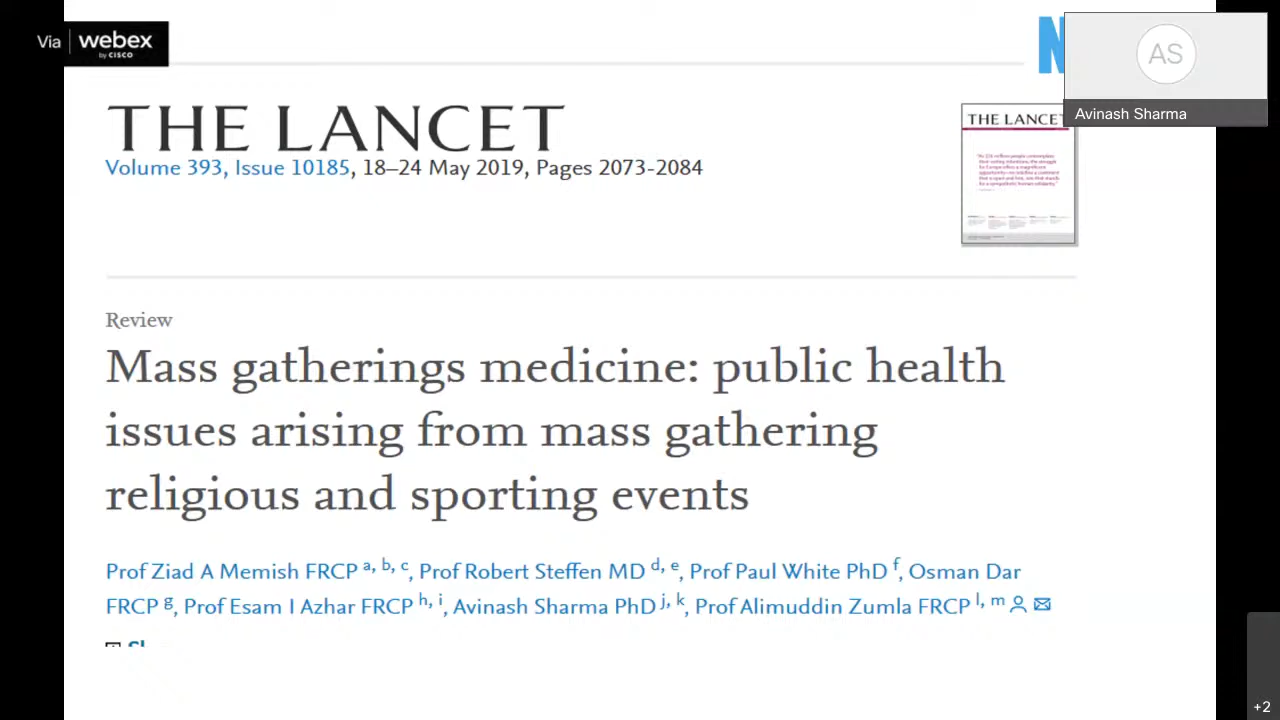 Via webex
by CISCO
N
AS
Avinash Sharma
THE LANCET
Volume 393, Issue 10185, 18–24 May 2019, Pages 2073-2084
THE LANCET
Review
Mass gatherings medicine: public health
issues arising from mass gathering
religious and sporting events
Prof Ziad A Memish FRCP a, b, c, Prof Robert Steffen MD d, e, Prof Paul White PhD f, Osman Dar
FRCP g, Prof Esam I Azhar FRCP h, i, Avinash Sharma PhD j, k, Prof Alimuddin Zumla FRCP l, m
+2